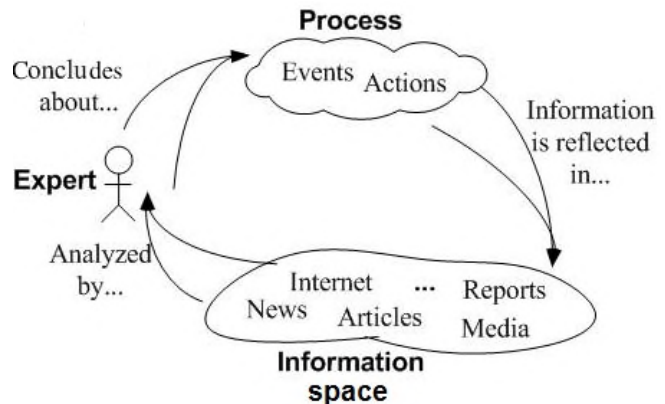 Process
Events
Actions
Concludes
about...
Information
is reflected
in...
Expert
Analyzed
by...
Internet
...
Reports
News
Articles
Media
Information
space